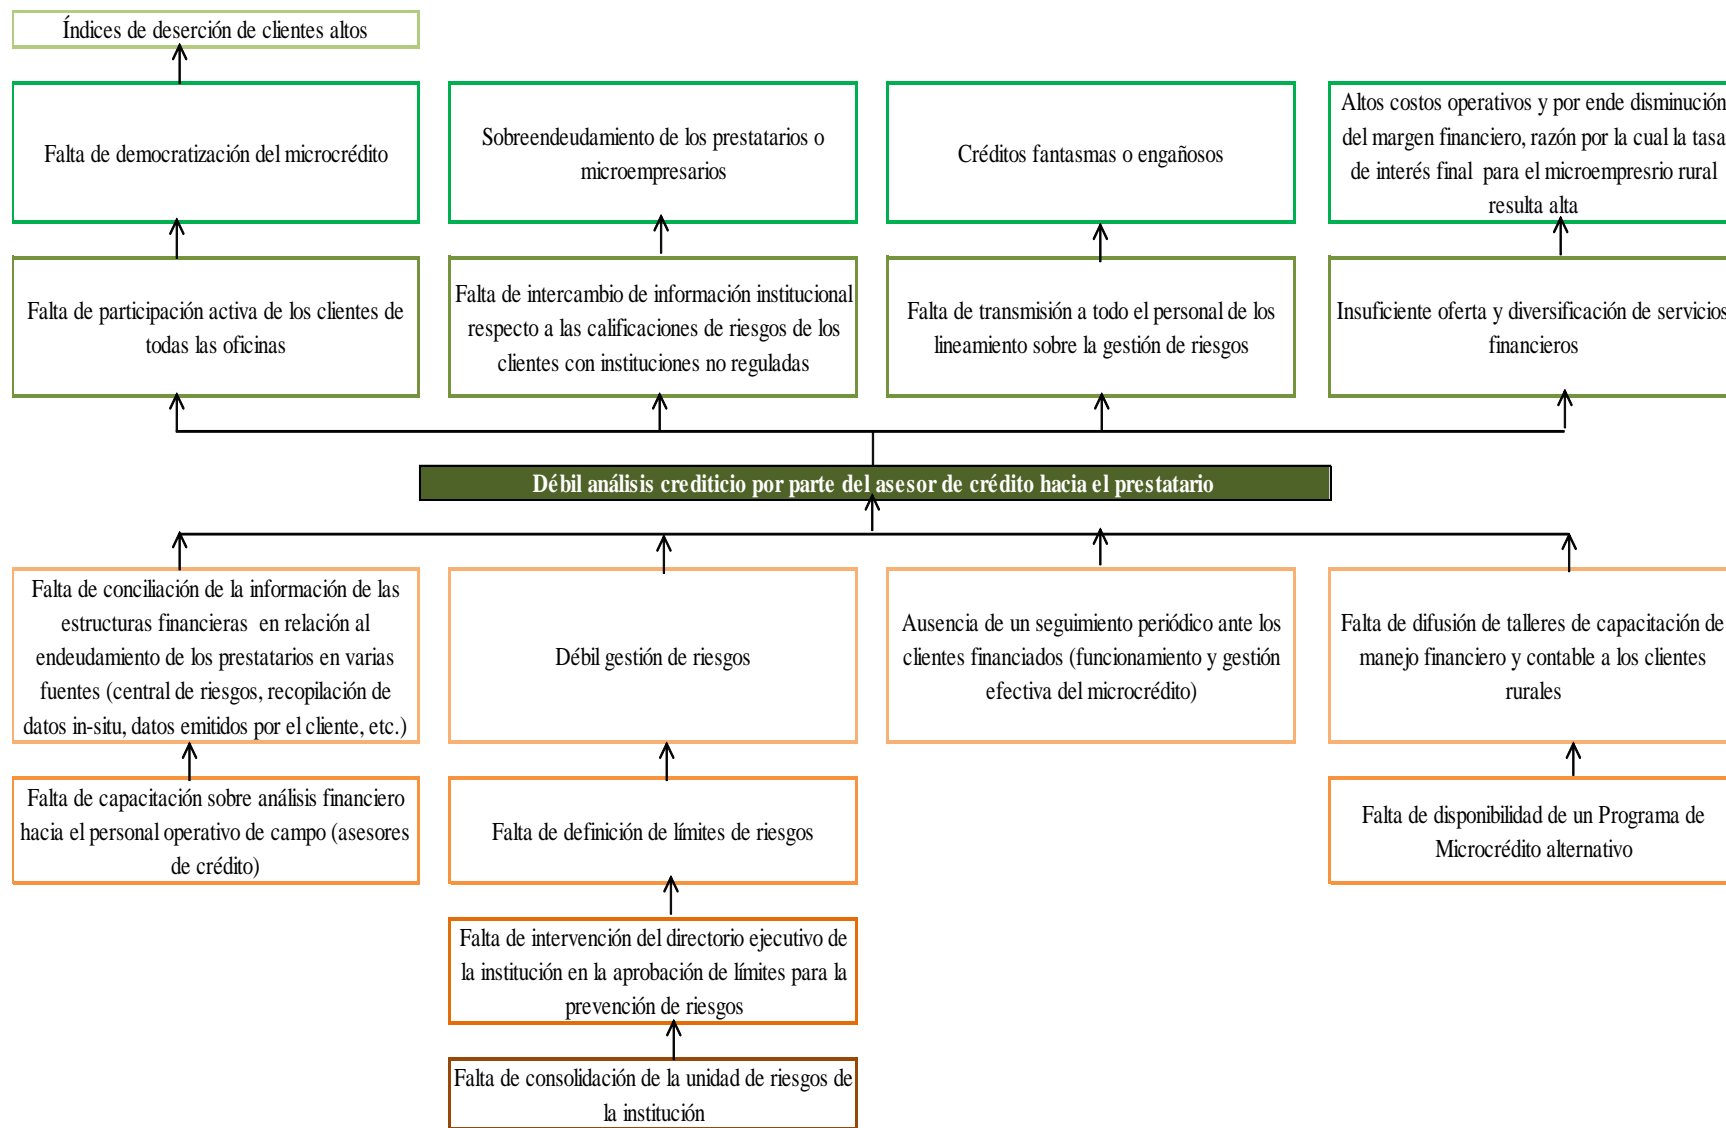 Índices de deserción de clientes altos
Falta de democratización del microcrédito
Sobreendeudamiento de los prestatarios o
microempresarios
Créditos fantasmas o engañosos
Altos costos operativos y por ende disminución
del margen financiero, razón por la cual la tasa
de interés final para el microempresrio rural
resulta alta
Falta de participación activa de los clientes de
todas las oficinas
Falta de intercambio de información institucional
respecto a las calificaciones de riesgos de los
clientes con instituciones no reguladas
Falta de transmisión a todo el personal de los
lineamiento sobre la gestión de riesgos
Insuficiente oferta y diversificación de servicios
financieros
Débil análisis crediticio por parte del asesor de crédito hacia el prestatario
Falta de conciliación de la información de las
estructuras financieras en relación al
endeudamiento de los prestatarios en varias
fuentes (central de riesgos, recopilación de
datos in-situ, datos emitidos por el cliente, etc.)
Débil gestión de riesgos
Ausencia de un seguimiento periódico ante los
clientes financiados (funcionamiento y gestión
efectiva del microcrédito)
Falta de difusión de talleres de capacitación de
manejo financiero y contable a los clientes
rurales
Falta de capacitación sobre análisis financiero
hacia el personal operativo de campo (asesores
de crédito)
Falta de definición de límites de riesgos
Falta de disponibilidad de un Programa de
Microcrédito alternativo
Falta de intervención del directorio ejecutivo de
la institución en la aprobación de límites para la
prevención de riesgos
Falta de consolidación de la unidad de riesgos de
la institución